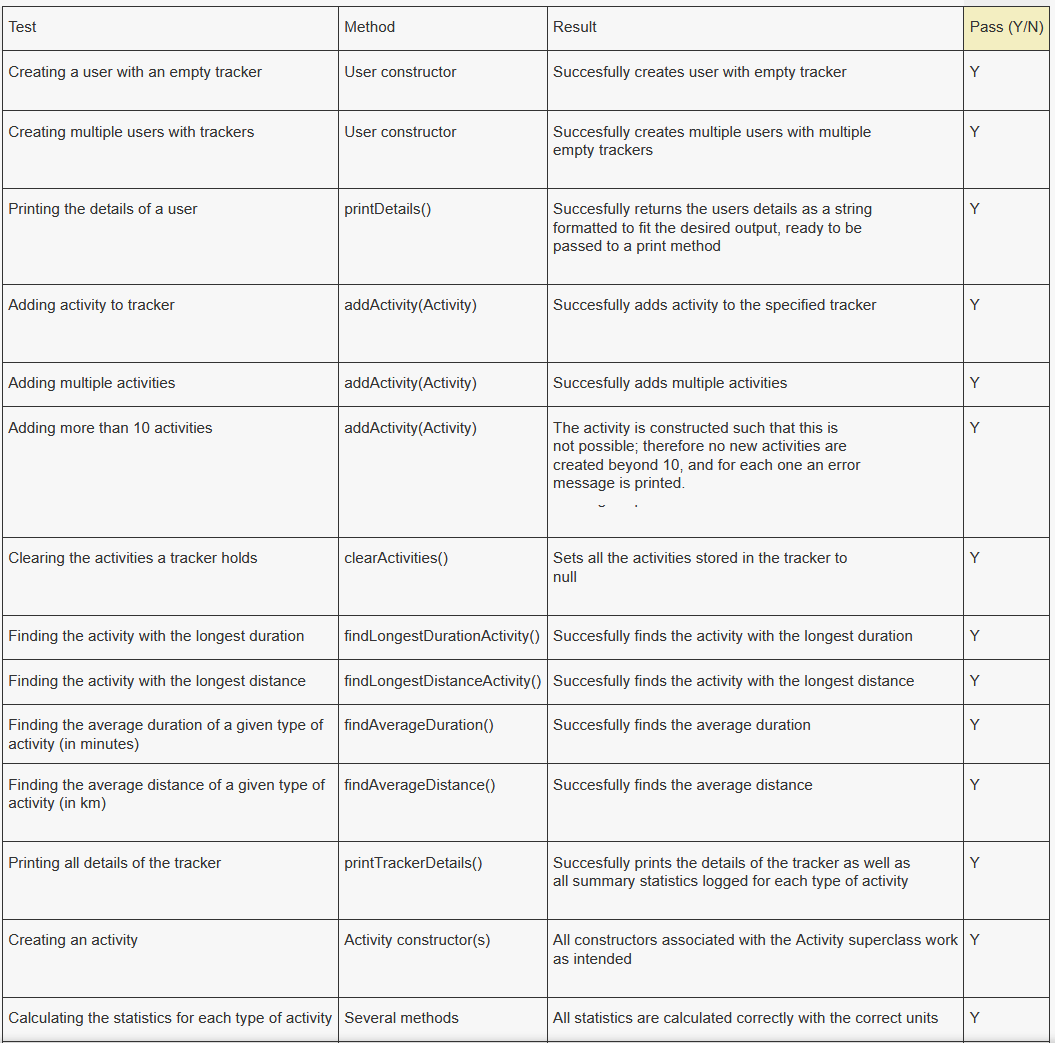 Test Method Result Pass (Y/N)
Creating a user with an empty tracker User constructor Succesfully creates user with empty tracker Y
Creating multiple users with trackers User constructor Succesfully creates multiple users with multiple Y
empty trackers
Printing the details of a user printDetails() Succesfully returns the users details as a string Y
formatted to fit the desired output, ready to be
passed to a print method
Adding activity to tracker addActivity(Activity) Succesfully adds activity to the specified tracker Y
Adding multiple activities addActivity(Activity) Succesfully adds multiple activities Y
Adding more than 10 activities addActivity(Activity) The activity is constructed such that this is Y
not possible; therefore no new activities are
created beyond 10, and for each one an error
message is printed.
Clearing the activities a tracker holds clearActivities() Sets all the activities stored in the tracker to Y
null
Finding the activity with the longest duration findLongestDurationActivity() Succesfully finds the activity with the longest duration Y
Finding the activity with the longest distance findLongestDistanceActivity() Succesfully finds the activity with the longest distance Y
Finding the average duration of a given type of findAverageDuration() Succesfully finds the average duration Y
activity (in minutes)
Finding the average distance of a given type of findAverageDistance() Succesfully finds the average distance Y
activity (in km)
Printing all details of the tracker printTrackerDetails() Succesfully prints the details of the tracker as well as Y
all summary statistics logged for each type of activity
Creating an activity Activity constructor(s) All constructors associated with the Activity superclass work Y
as intended
Calculating the statistics for each type of activity Several methods All statistics are calculated correctly with the correct units Y